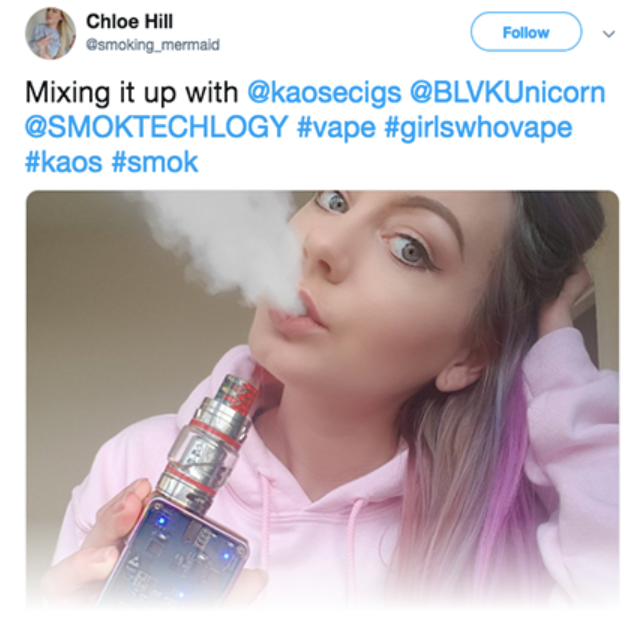 Chloe Hill
@smoking_mermaid
Follow
Mixing it up with @kaosecigs @BLVKUnicorn
@SMOKTECHLOGY #vape #girlswhovape
#kaos #smok